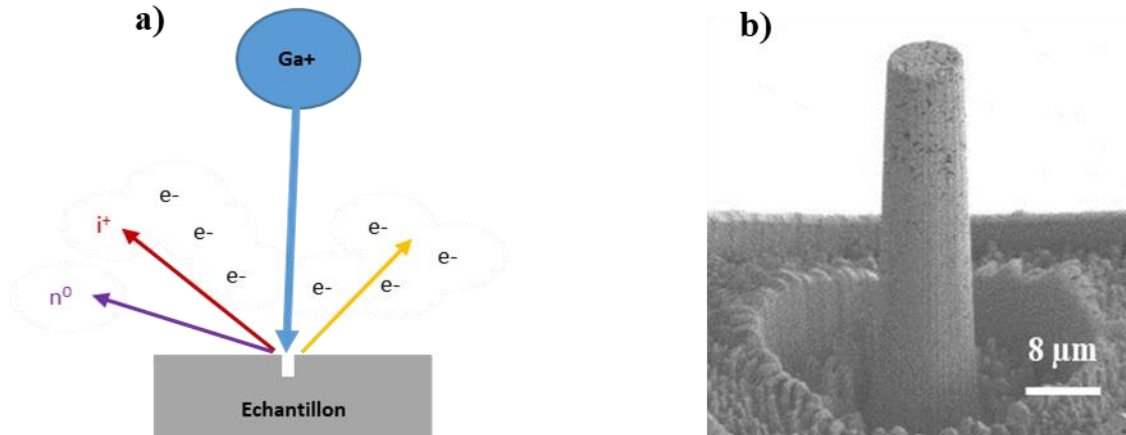 a)
b)
Ga+
e-
i⁺
e-
e-
e-
e-
n⁰
e-
e-
Echantillon
8 µm